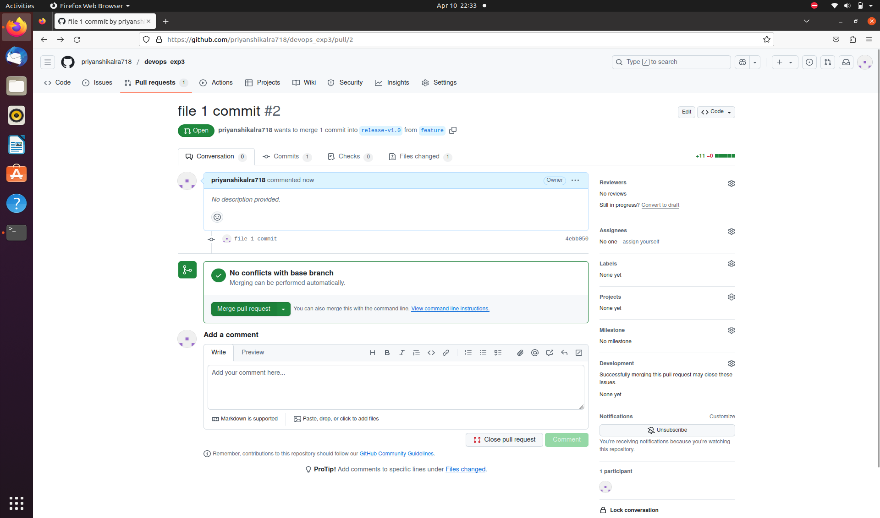 Activities
Firefox Web Browser
Apr 10 22:33
file 1 commit by priyansh
https://github.com/priyanshikalra718/devops_exp3/pull/2
priyanshikalra718 / devops_exp3
Type / to search
Code
Issues
Pull requests 1
Actions
Projects
Wiki
Security
Insights
Settings
file 1 commit #2
Edit
Code
Open
priyanshikalra718 wants to merge 1 commit into release-v1.0 from feature
Conversation 0
Commits 1
Checks 0
Files changed 1
+11 −0
priyanshikalra718 commented now
Owner
No description provided.
file 1 commit
No conflicts with base branch
Merging can be performed automatically.
Merge pull request
You can also merge this with the command line. View command line instructions.
Add a comment
Write
Preview
H B I
Add your comment here...
Markdown is supported
Paste, drop, or click to add files
Close pull request
Comment
Remember, contributions to this repository should follow our GitHub Community Guidelines.
ProTip! Add comments to specific lines under Files changed.
Reviewers
No reviews
Still in progress? Convert to draft
Assignees
No one - assign yourself
Labels
None yet
Projects
None yet
Milestone
No milestone
Development
Successfully merging this pull request may close these
issues.
None yet
Notifications
Customize
Unsubscribe
You're receiving notifications because you're watching
this repository.
1 participant
Lock conversation